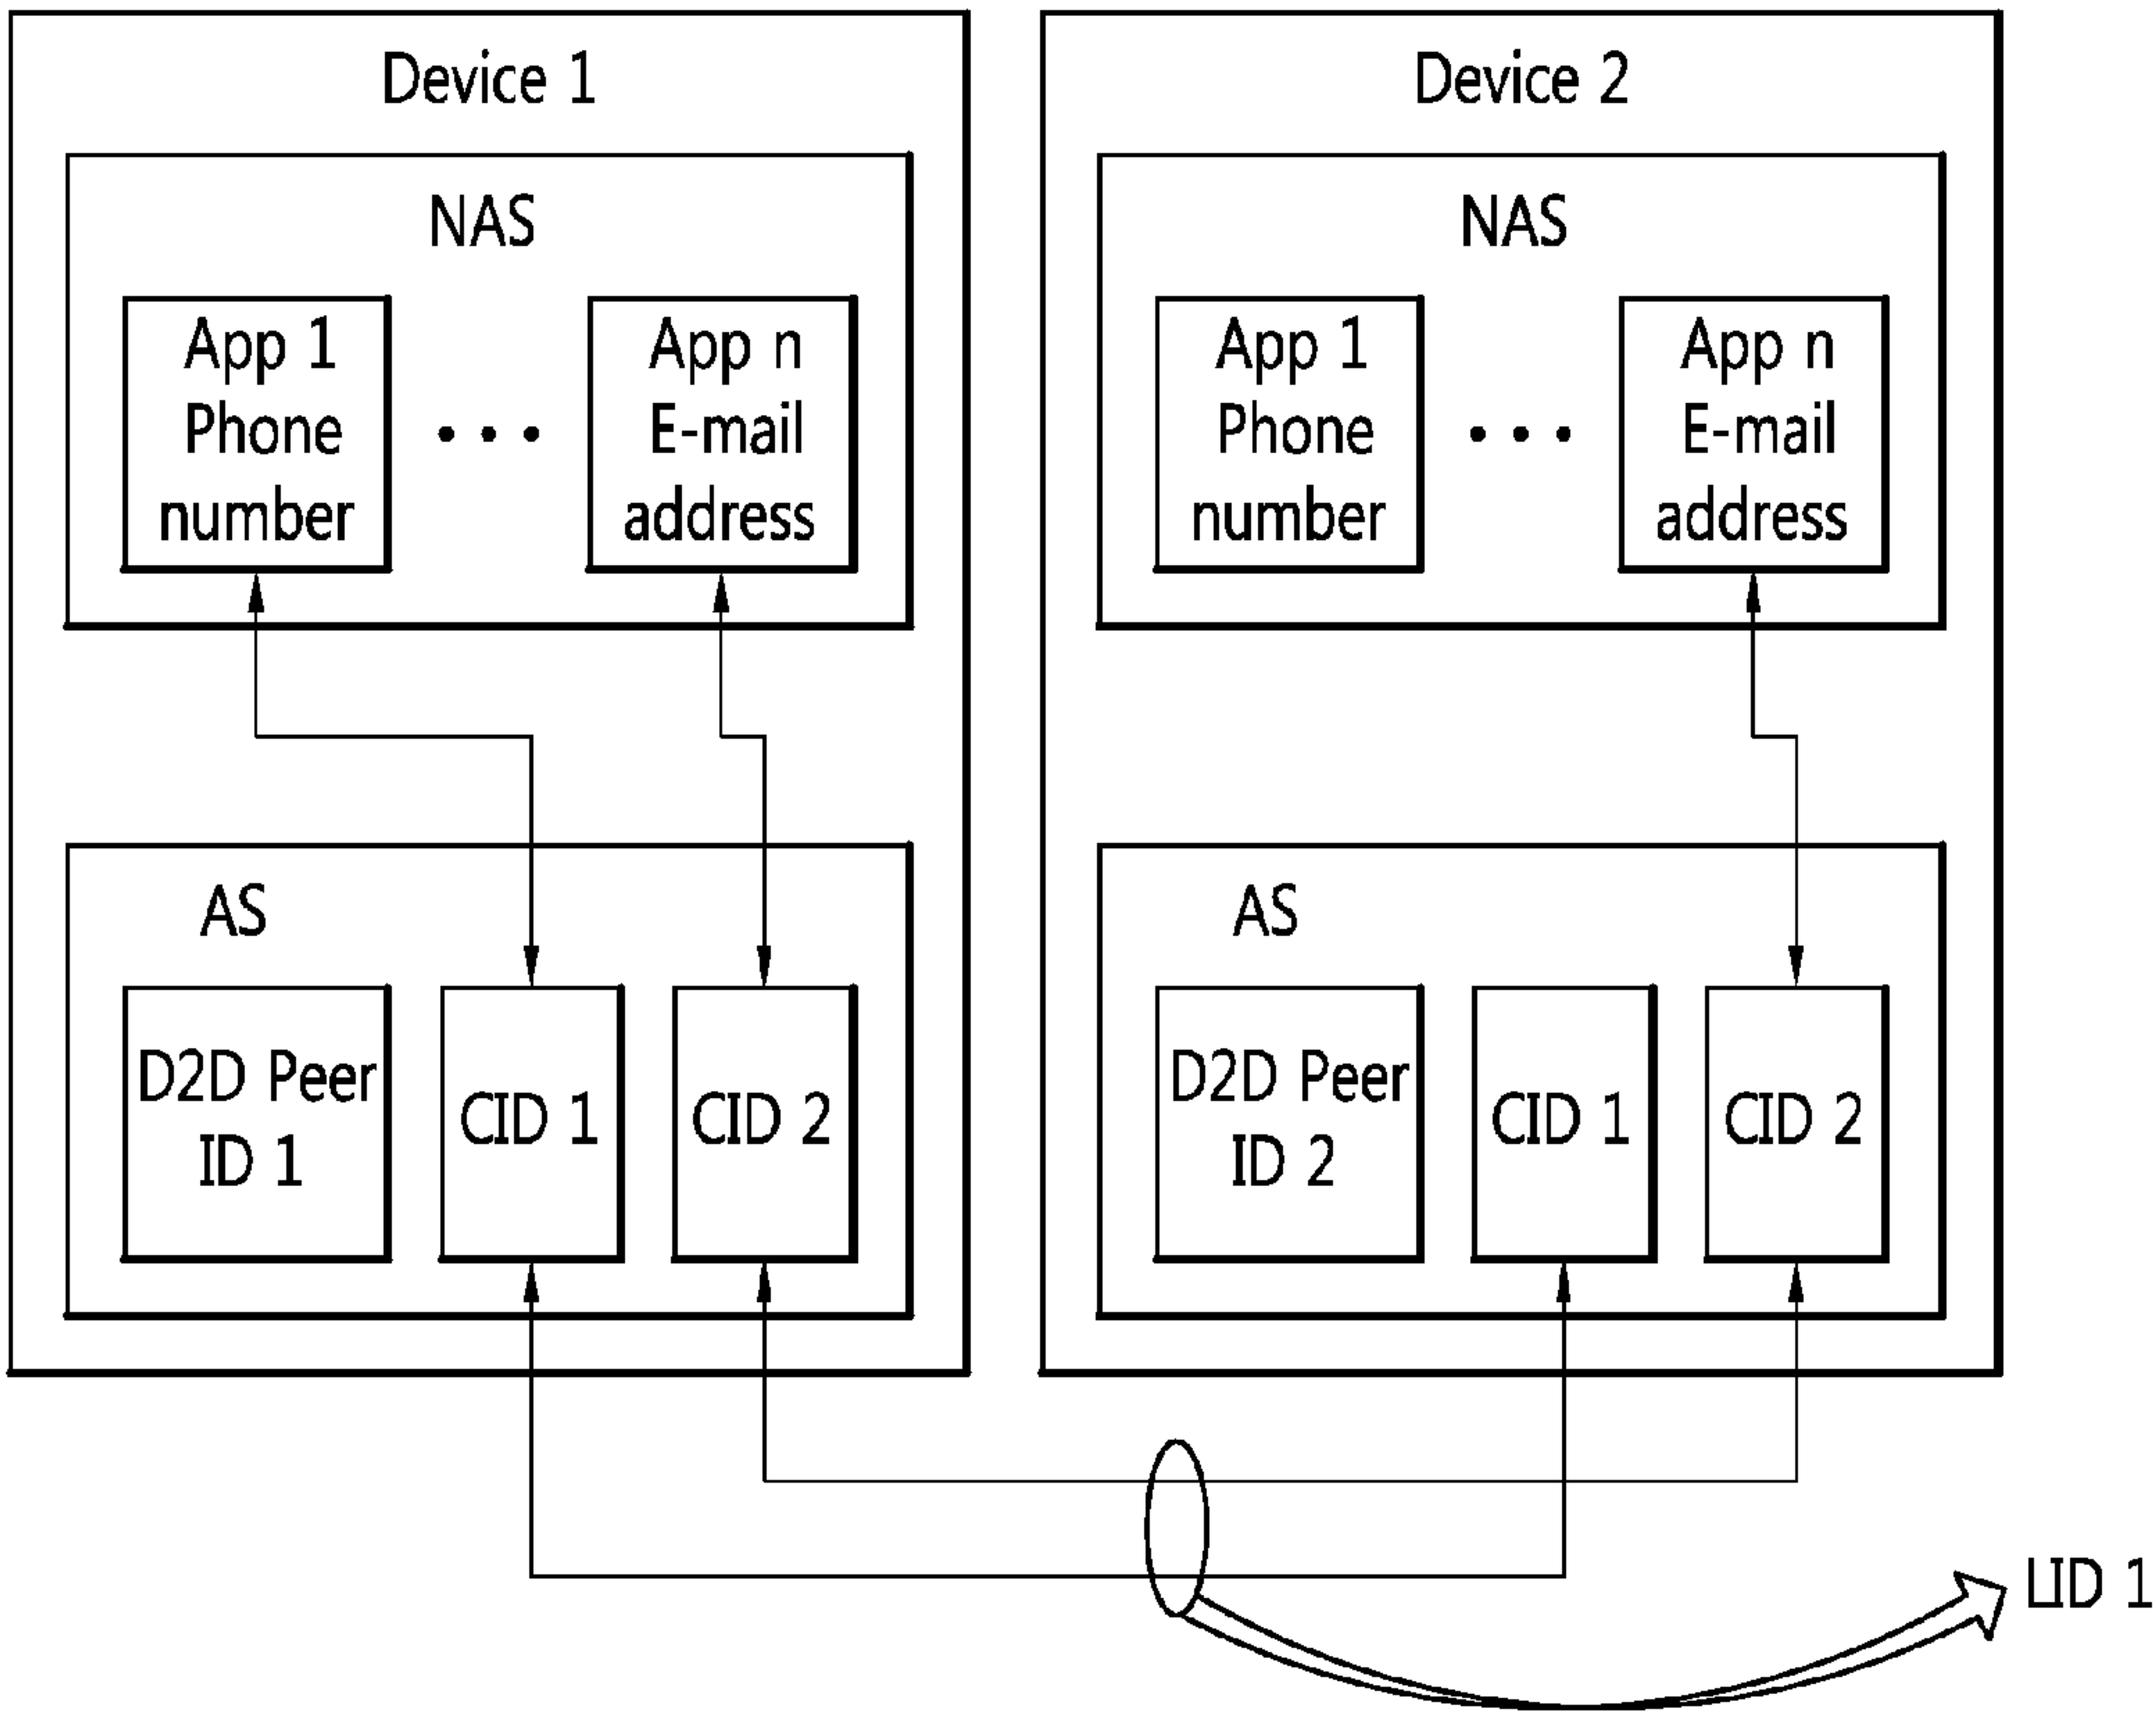 Device 1
NAS
App 1
Phone
number
App n
E-mail
address
AS
D2D Peer
ID 1
CID 1
CID 2
Device 2
NAS
App 1
Phone
number
App n
E-mail
address
AS
D2D Peer
ID 2
CID 1
CID 2
LID 1